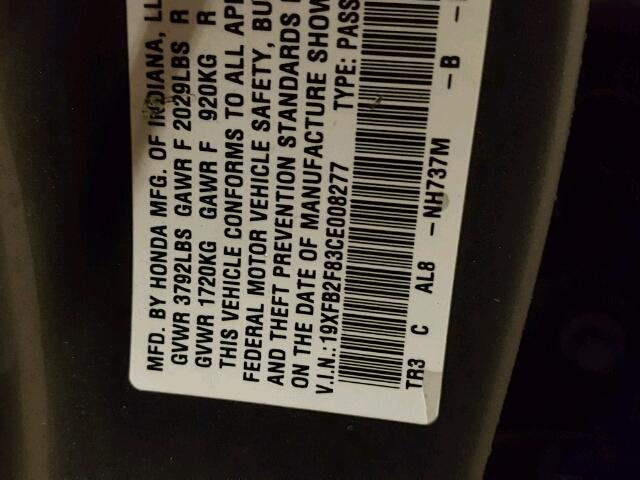 MFD. BY HONDA MFG. OF INDIANA, LL
GVWR 3792LBS GAWR F 2029LBS R
GVWR 1720KG GAWR F 920KG R
THIS VEHICLE CONFORMS TO ALL APP
FEDERAL MOTOR VEHICLE SAFETY, BU
AND THEFT PREVENTION STANDARDS
ON THE DATE OF MANUFACTURE SHOW
V.I.N.:19XFB2F83CE008277 TYPE: PASS
TR3 C AL8 -NH737M -B -